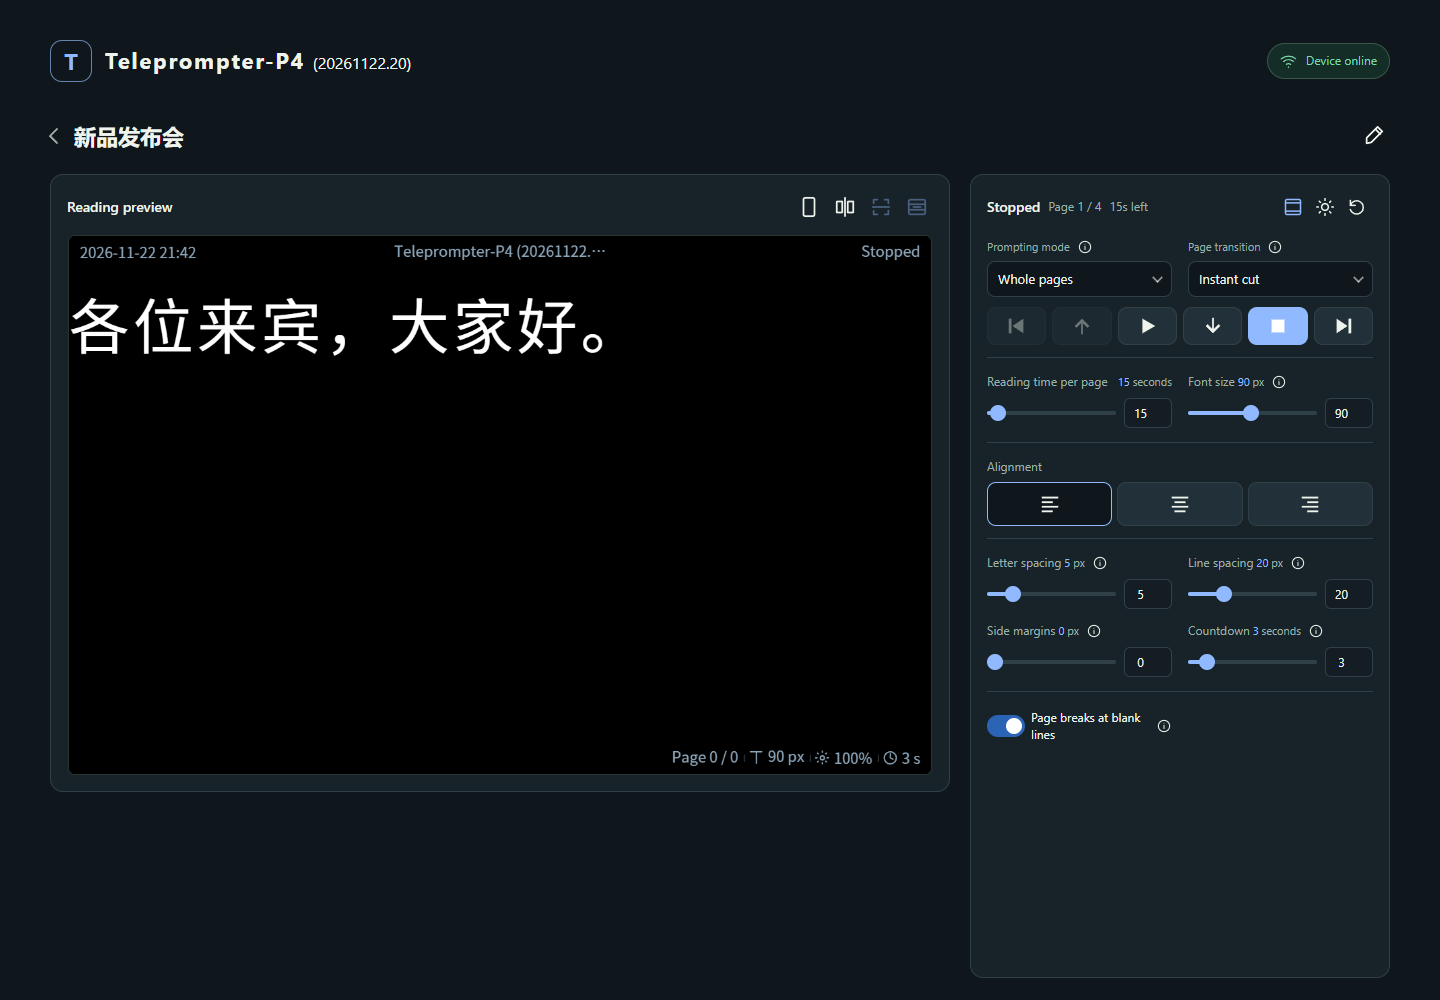 T Teleprompter-P4 (20261122.20)
Device online
新品发布会
Reading preview
2026-11-22 21:42 Teleprompter-P4 (20261122.··· Stopped
各位来宾，大家好。
Page 0 / 0 90 px 100% 3 s
Stopped Page 1 / 4 15s left
Prompting mode Page transition
Whole pages Instant cut
Reading time per page 15 seconds Font size 90 px
15 90
Alignment
Letter spacing 5 px Line spacing 20 px
5 20
Side margins 0 px Countdown 3 seconds
0 3
Page breaks at blank
lines